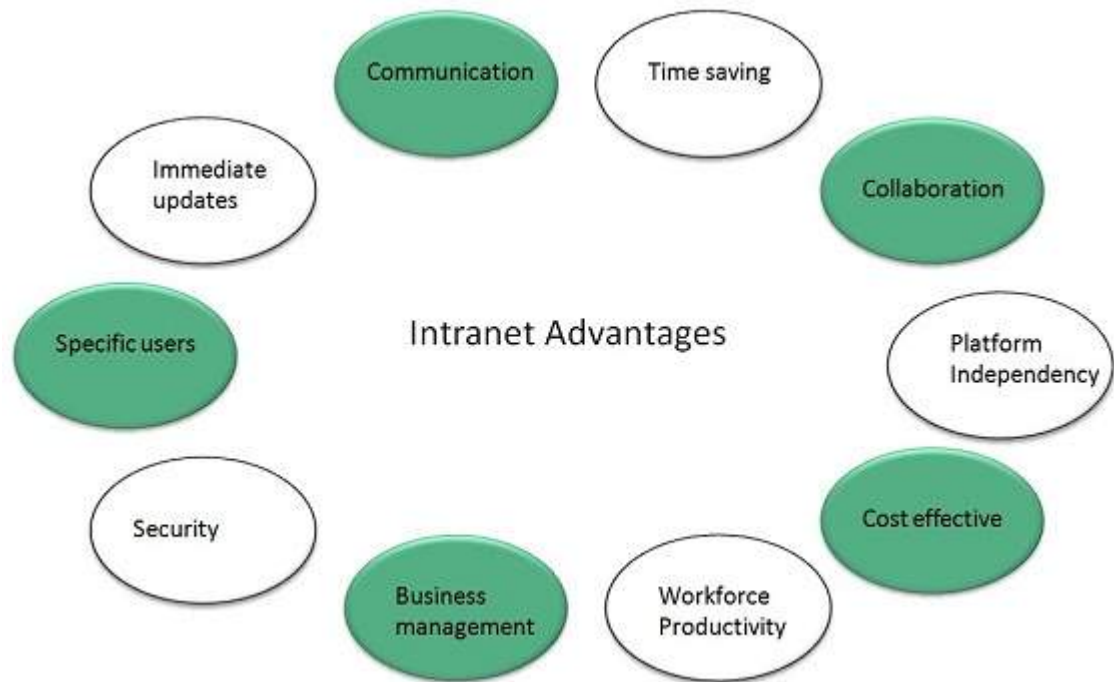 Communication
Time saving
Immediate
updates
Collaboration
Specific users
Intranet Advantages
Platform
Independency
Security
Cost effective
Business
management
Workforce
Productivity